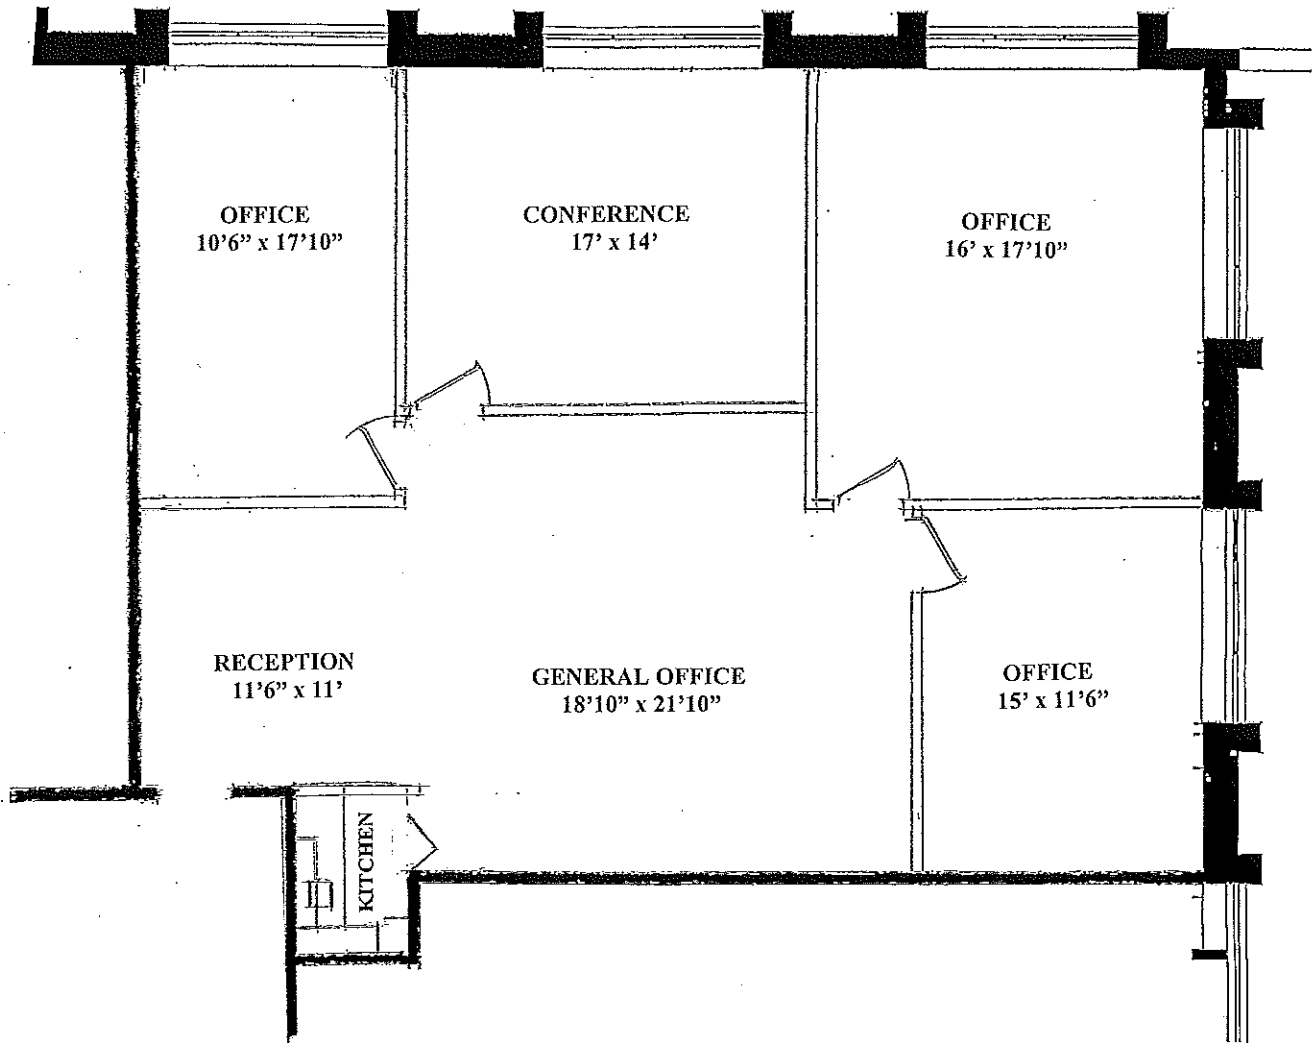 OFFICE
10’6” x 17’10”
CONFERENCE
17’ x 14’
OFFICE
16’ x 17’10”
RECEPTION
11’6” x 11’
GENERAL OFFICE
18’10” x 21’10”
OFFICE
15’ x 11’6”
KITCHEN